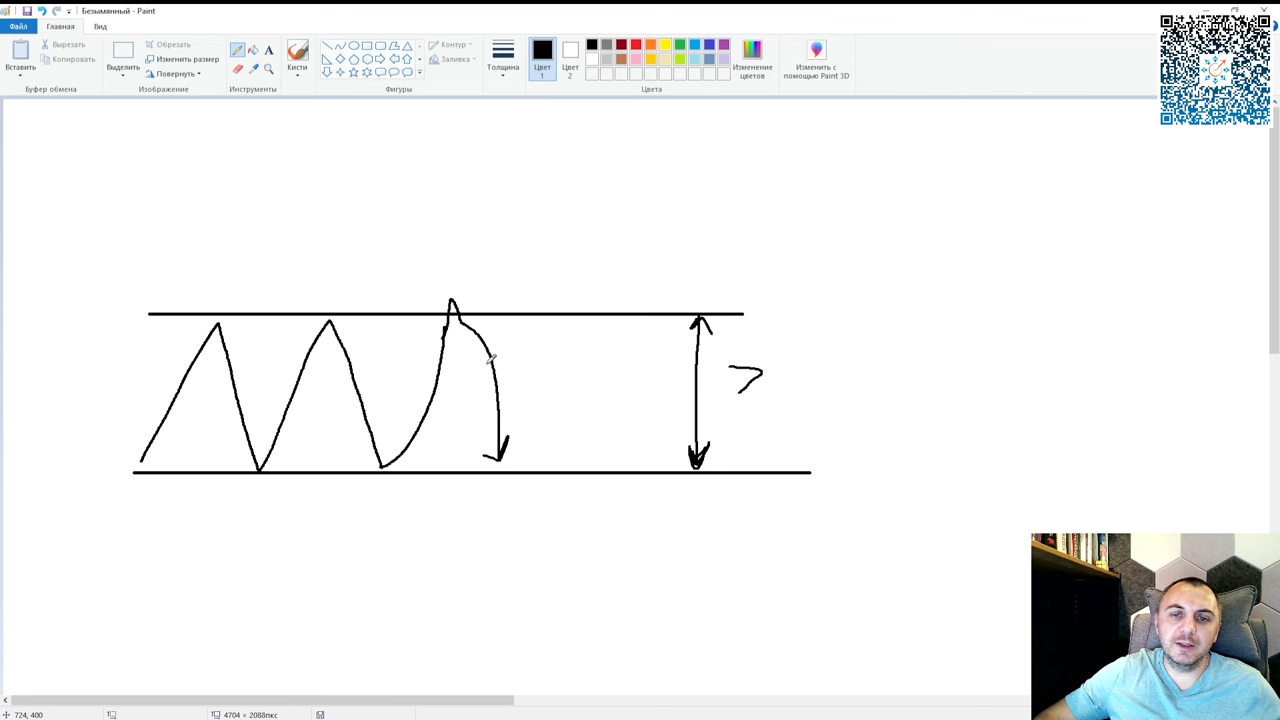 Безымянный - Paint
Файл Главная Вид
Вставить
Вырезать
Копировать
Буфер обмена
Выделить
Обрезать
Изменить размер
Повернуть
Изображение
A
Инструменты
Кисти
Фигуры
Контур
Заливка
Толщина
Цвет 1
Цвет 2
Изменение цветов
Цвета
Изменить с помощью Paint 3D
>
724, 400
4704 × 2088пкс